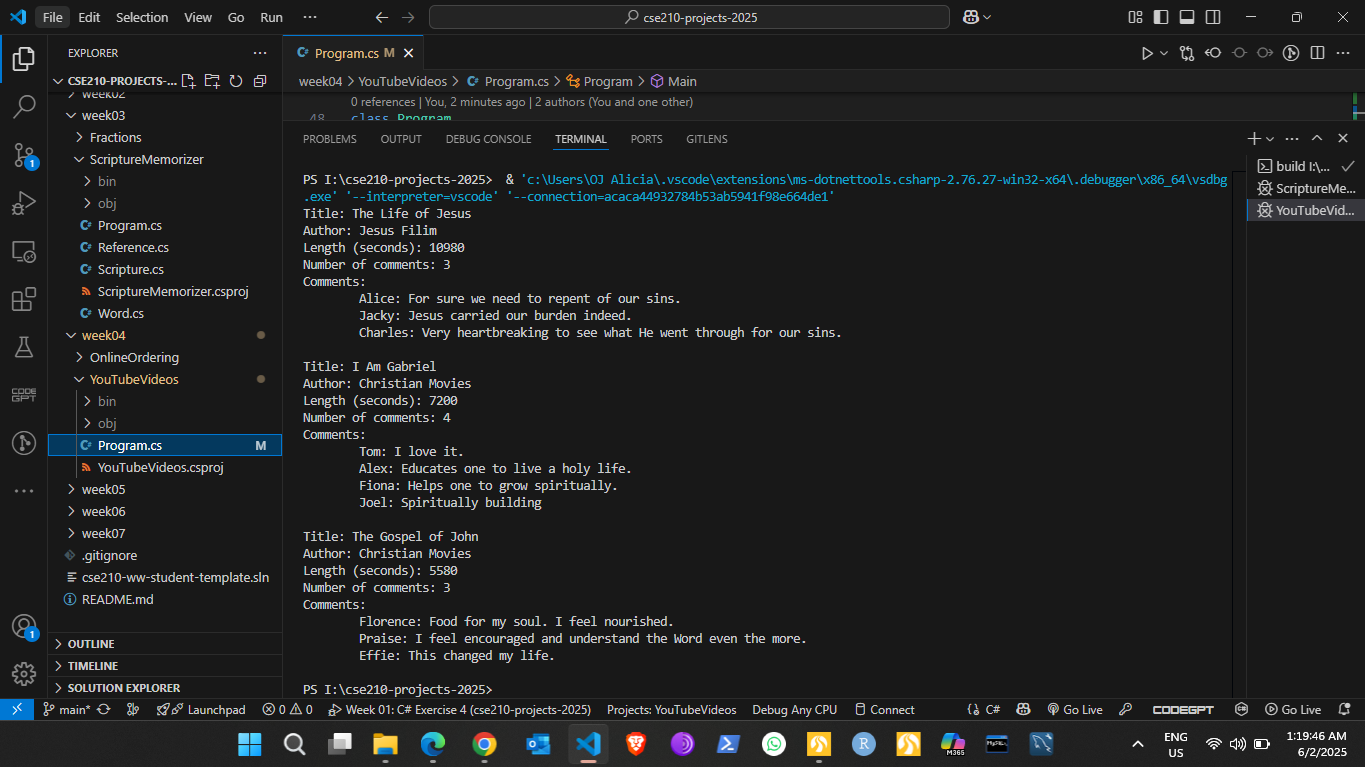 File Edit Selection View Go Run ··· cse210-projects-2025
EXPLORER ···
CSE210-PROJECTS-...
week02
week03
Fractions
ScriptureMemorizer
bin
obj
Program.cs
Reference.cs
Scripture.cs
ScriptureMemorizer.csproj
Word.cs
week04
OnlineOrdering
YouTubeVideos
bin
obj
Program.cs M
YouTubeVideos.csproj
week05
week06
week07
.gitignore
cse210-ww-student-template.sln
README.md
OUTLINE
TIMELINE
SOLUTION EXPLORER
CODE
GPT
1
1
Program.cs M
week04 > YouTubeVideos > Program.cs > Program > Main
0 references | You, 2 minutes ago | 2 authors (You and one other)
48 class Program
PROBLEMS OUTPUT DEBUG CONSOLE TERMINAL PORTS GITLENS
PS I:\cse210-projects-2025>  & 'c:\Users\OJ Alicia\.vscode\extensions\ms-dotnettools.csharp-2.76.27-win32-x64\.debugger\x86_64\vsdbg
.exe' '--interpreter=vscode' '--connection=acaca44932784b53ab5941f98e664de1'
Title: The Life of Jesus
Author: Jesus Filim
Length (seconds): 10980
Number of comments: 3
Comments:
Alice: For sure we need to repent of our sins.
Jacky: Jesus carried our burden indeed.
Charles: Very heartbreaking to see what He went through for our sins.
Title: I Am Gabriel
Author: Christian Movies
Length (seconds): 7200
Number of comments: 4
Comments:
Tom: I love it.
Alex: Educates one to live a holy life.
Fiona: Helps one to grow spiritually.
Joel: Spiritually building
Title: The Gospel of John
Author: Christian Movies
Length (seconds): 5580
Number of comments: 3
Comments:
Florence: Food for my soul. I feel nourished.
Praise: I feel encouraged and understand the Word even the more.
Effie: This changed my life.
PS I:\cse210-projects-2025>
build I:\...
ScriptureMe...
YouTubeVid...
main* Launchpad 0 0 Week 01: C# Exercise 4 (cse210-projects-2025) Projects: YouTubeVideos Debug Any CPU Connect C# Go Live CODEGPT Go Live
M365 MySQL
ENG
US
1:19:46 AM
6/2/2025